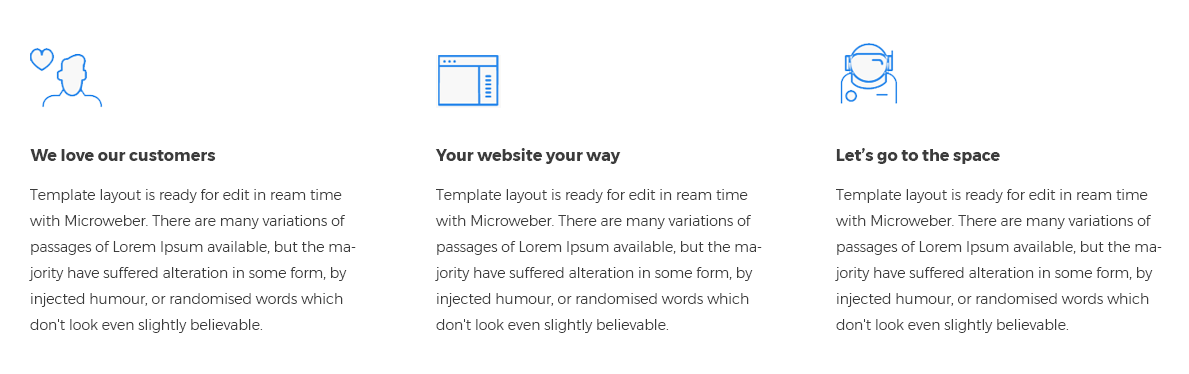 We love our customers
Template layout is ready for edit in ream time
with Microweber. There are many variations of
passages of Lorem Ipsum available, but the ma-
jority have suffered alteration in some form, by
injected humour, or randomised words which
don't look even slightly believable.
Your website your way
Template layout is ready for edit in ream time
with Microweber. There are many variations of
passages of Lorem Ipsum available, but the ma-
jority have suffered alteration in some form, by
injected humour, or randomised words which
don't look even slightly believable.
Let’s go to the space
Template layout is ready for edit in ream time
with Microweber. There are many variations of
passages of Lorem Ipsum available, but the ma-
jority have suffered alteration in some form, by
injected humour, or randomised words which
don't look even slightly believable.